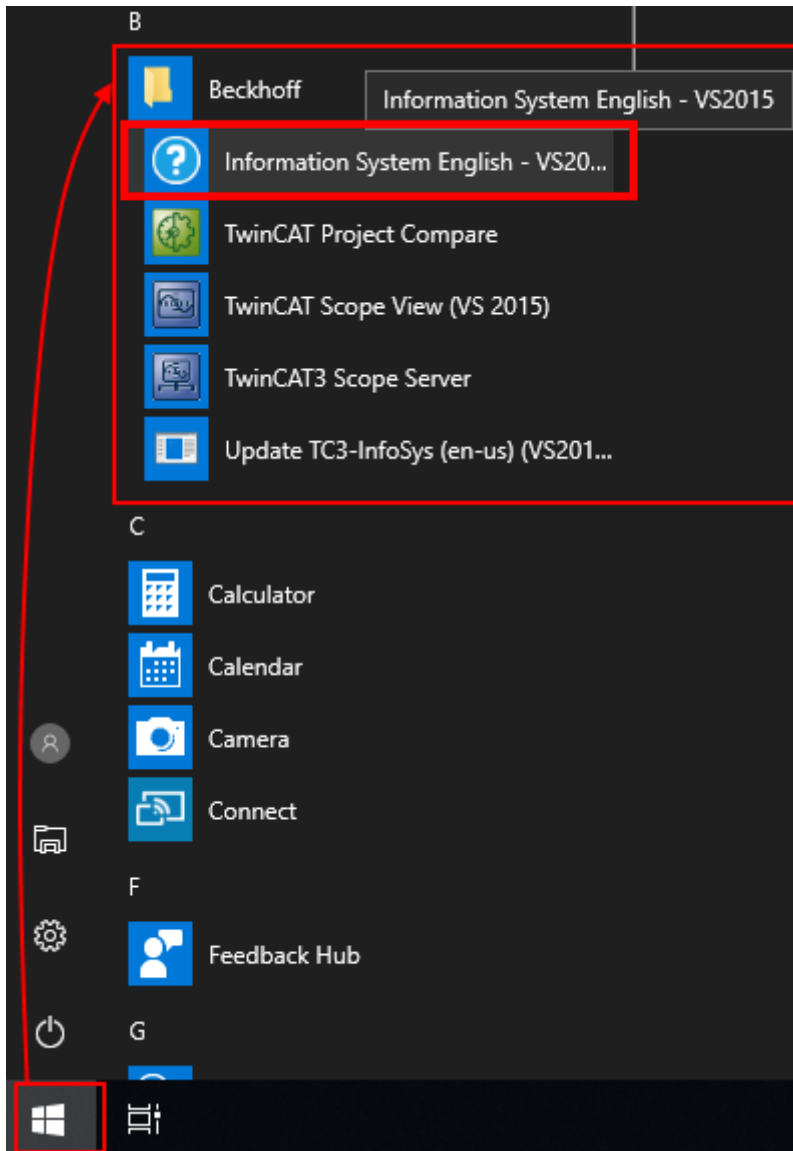 B
Beckhoff
Information System English - VS2015
Information System English - VS20...
TwinCAT Project Compare
TwinCAT Scope View (VS 2015)
TwinCAT3 Scope Server
Update TC3-InfoSys (en-us) (VS201...
C
Calculator
Calendar
Camera
Connect
F
Feedback Hub
G